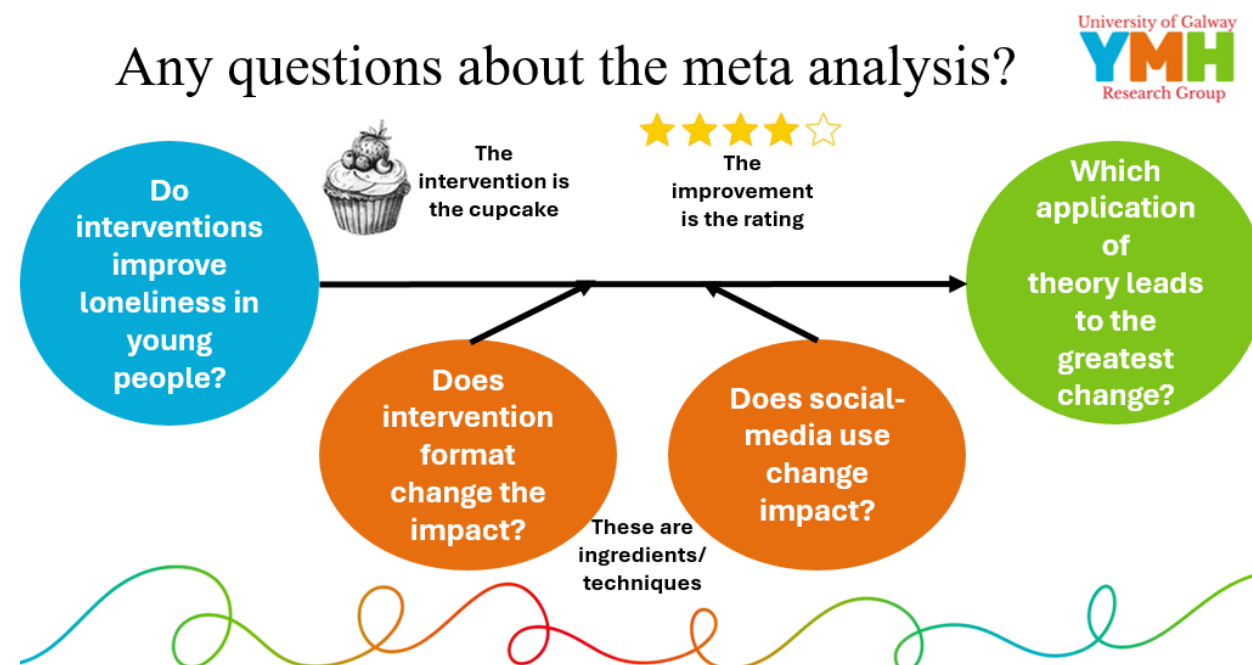 Any questions about the meta analysis?
University of Galway
YMH
Research Group
Do
interventions
improve
loneliness in
young
people?
The
intervention is
the cupcake
The
improvement
is the rating
Which
application
of
theory leads
to the
greatest
change?
Does
intervention
format
change the
impact?
Does social-
media use
change
impact?
These are
ingredients/
techniques